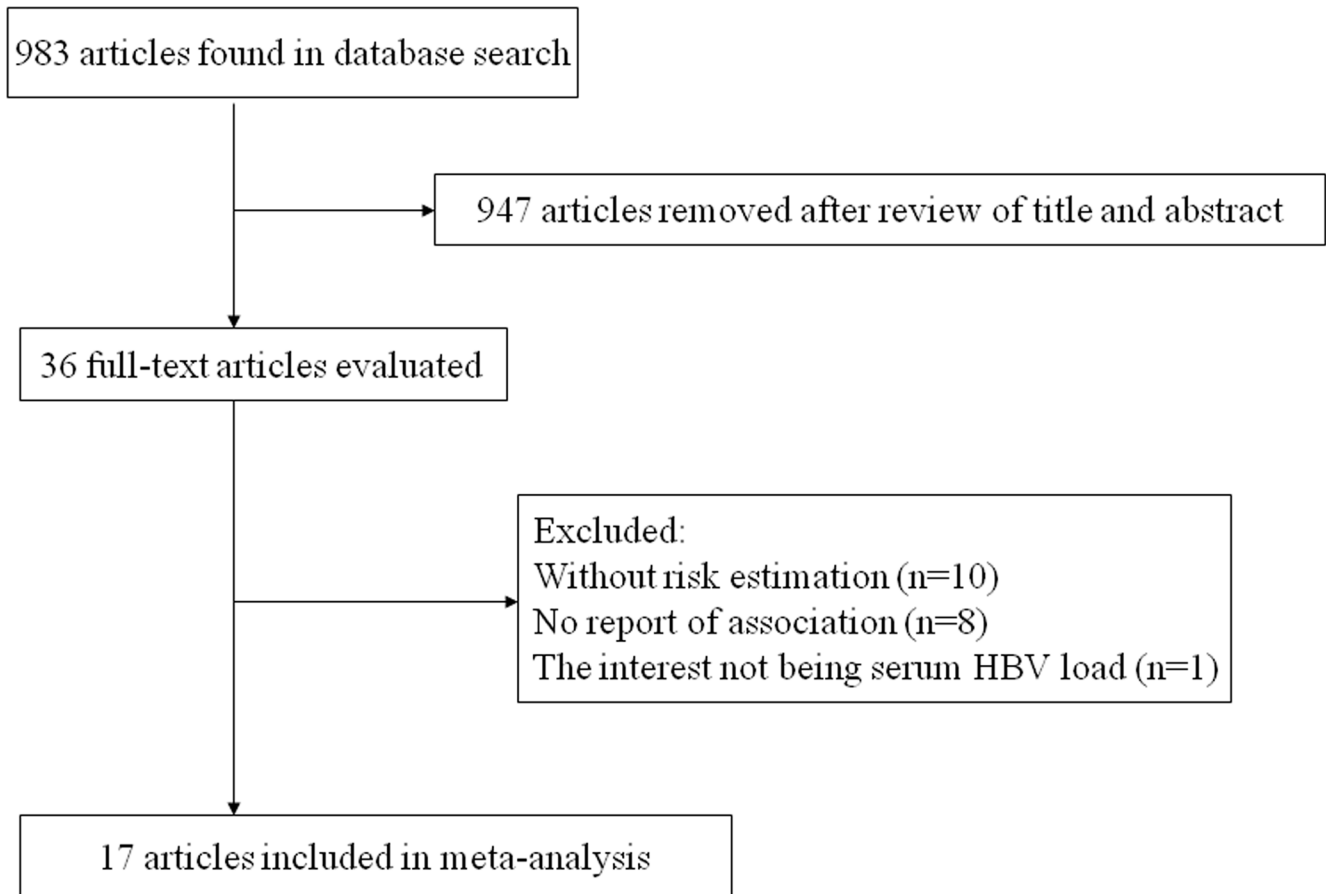 983 articles found in database search
947 articles removed after review of title and abstract
36 full-text articles evaluated
Excluded:
Without risk estimation (n=10)
No report of association (n=8)
The interest not being serum HBV load (n=1)
17 articles included in meta-analysis